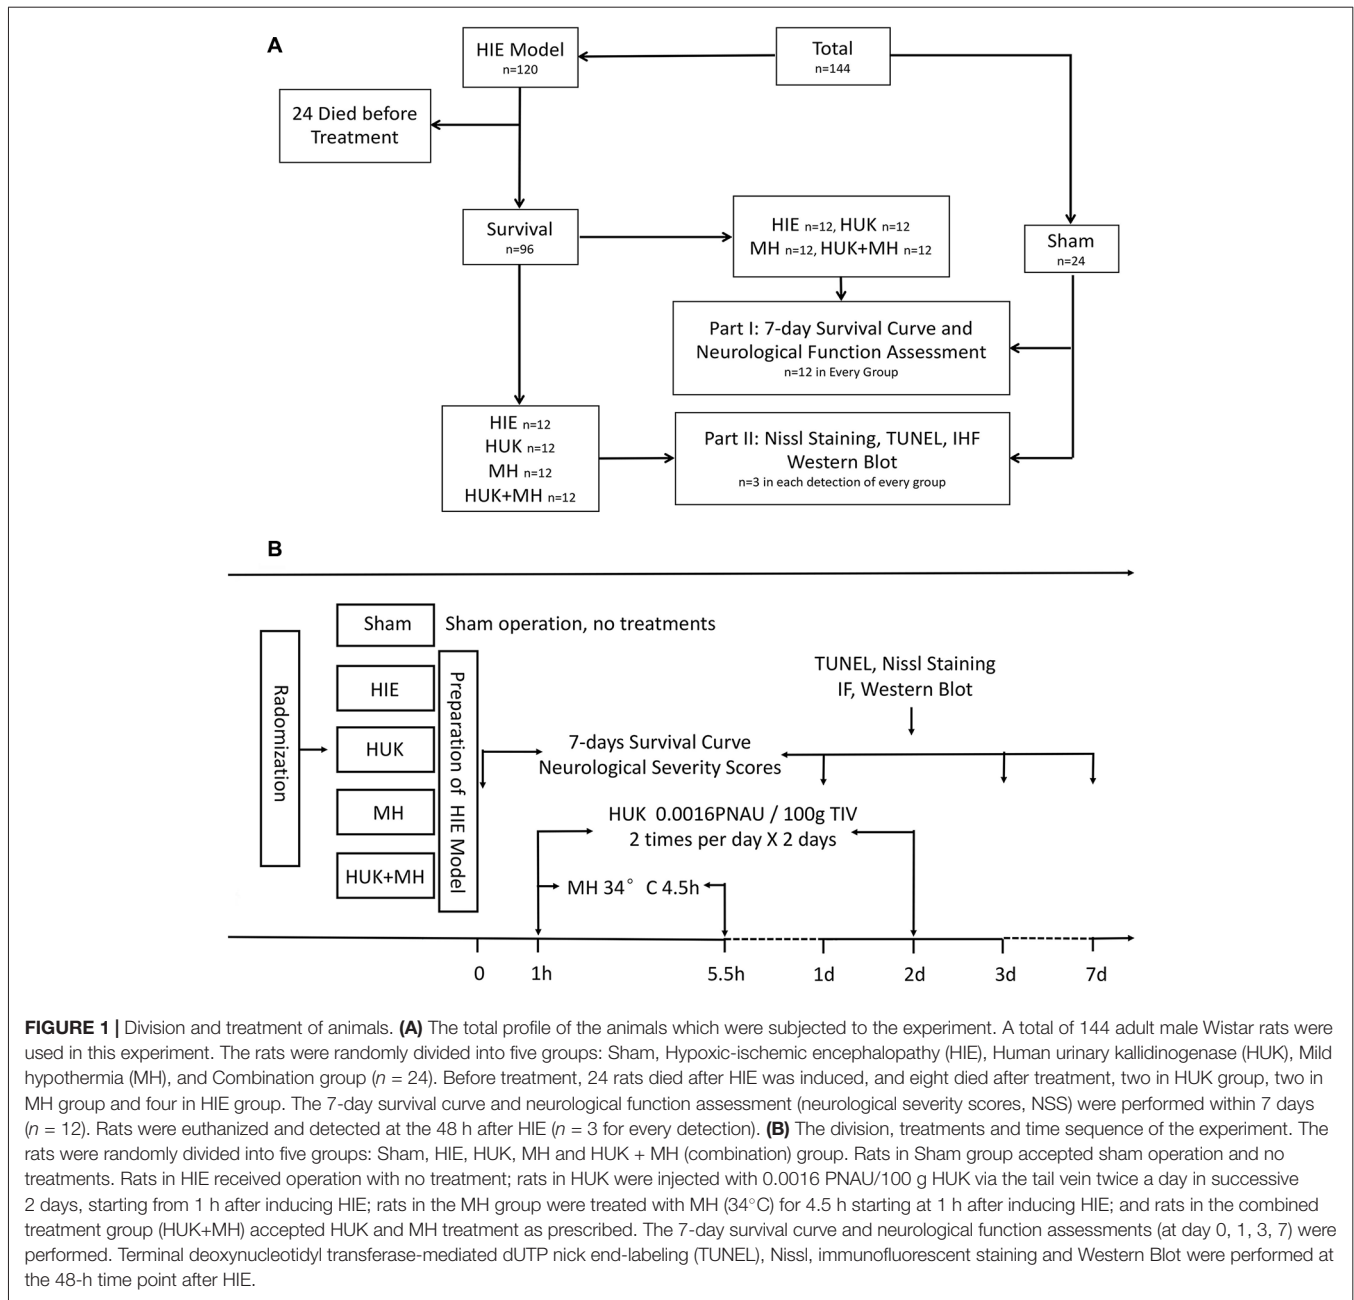 A
HIE Model
n=120
Total
n=144
24 Died before
Treatment
Survival
n=96
HIE n=12, HUK n=12
MH n=12, HUK+MH n=12
Sham
n=24
Part I: 7-day Survival Curve and
Neurological Function Assessment
n=12 in Every Group
HIE n=12
HUK n=12
MH n=12
HUK+MH n=12
Part II: Nissl Staining, TUNEL, IHF
Western Blot
n=3 in each detection of every group
B
Radomization
Sham
Sham operation, no treatments
HIE
HUK
MH
HUK+MH
Preparation of HIE Model
TUNEL, Nissl Staining
IF, Western Blot
7-days Survival Curve
Neurological Severity Scores
HUK 0.0016PNAU / 100g TIV
2 times per day X 2 days
MH 34° C 4.5h
0 1h 5.5h 1d 2d 3d 7d
FIGURE 1 | Division and treatment of animals. (A) The total profile of the animals which were subjected to the experiment. A total of 144 adult male Wistar rats were
used in this experiment. The rats were randomly divided into five groups: Sham, Hypoxic-ischemic encephalopathy (HIE), Human urinary kallidinogenase (HUK), Mild
hypothermia (MH), and Combination group (n = 24). Before treatment, 24 rats died after HIE was induced, and eight died after treatment, two in HUK group, two in
MH group and four in HIE group. The 7-day survival curve and neurological function assessment (neurological severity scores, NSS) were performed within 7 days
(n = 12). Rats were euthanized and detected at the 48 h after HIE (n = 3 for every detection). (B) The division, treatments and time sequence of the experiment. The
rats were randomly divided into five groups: Sham, HIE, HUK, MH and HUK + MH (combination) group. Rats in Sham group accepted sham operation and no
treatments. Rats in HIE received operation with no treatment; rats in HUK were injected with 0.0016 PNAU/100 g HUK via the tail vein twice a day in successive
2 days, starting from 1 h after inducing HIE; rats in the MH group were treated with MH (34°C) for 4.5 h starting at 1 h after inducing HIE; and rats in the combined
treatment group (HUK+MH) accepted HUK and MH treatment as prescribed. The 7-day survival curve and neurological function assessments (at day 0, 1, 3, 7) were
performed. Terminal deoxynucleotidyl transferase-mediated dUTP nick end-labeling (TUNEL), Nissl, immunofluorescent staining and Western Blot were performed at
the 48-h time point after HIE.